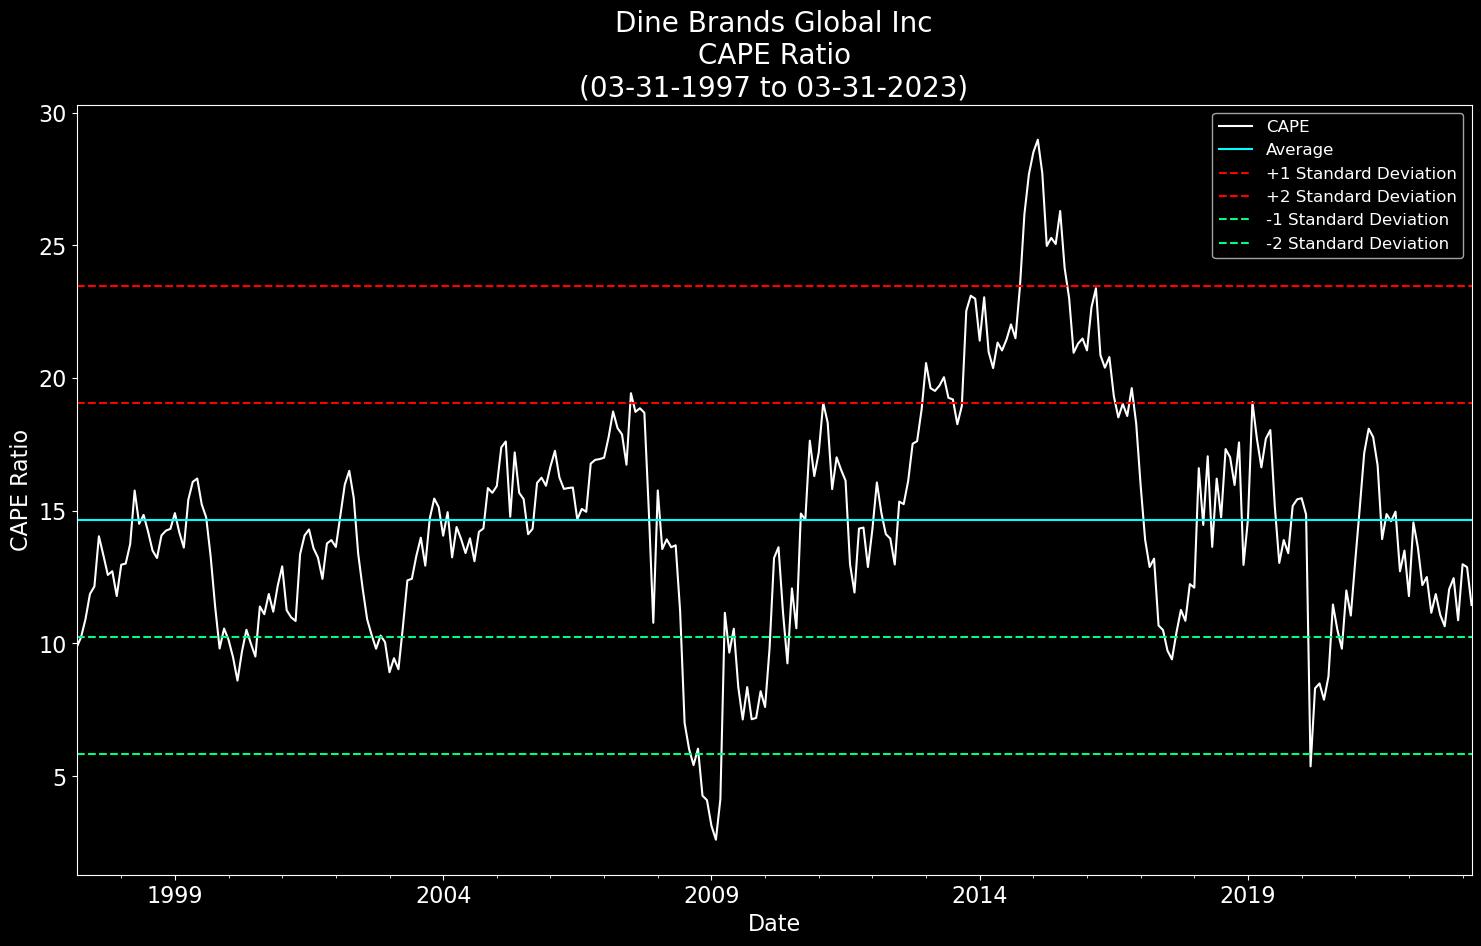 Dine Brands Global Inc
CAPE Ratio
(03-31-1997 to 03-31-2023)
CAPE
Average
+1 Standard Deviation
+2 Standard Deviation
-1 Standard Deviation
-2 Standard Deviation
CAPE Ratio
30
25
20
15
10
5
1999
2004
2009
2014
2019
Date